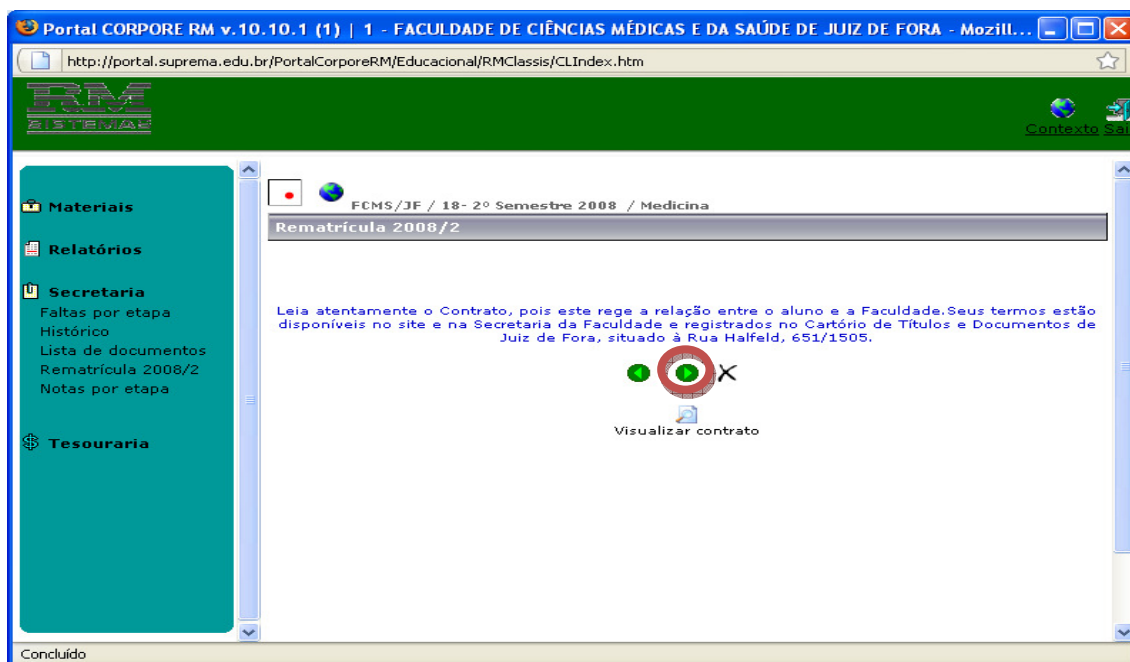 Portal CORPORE RM v.10.10.1 (1) | 1 - FACULDADE DE CIÊNCIAS MÉDICAS E DA SAÚDE DE JUIZ DE FORA - Mozill...
http://portal.suprema.edu.br/PortalCorporeRM/Educacional/RMClassis/CLIndex.htm
RM
SISTEMAS
Contexto Sai
Materiais
Relatórios
Secretaria
Faltas por etapa
Histórico
Lista de documentos
Rematrícula 2008/2
Notas por etapa
Tesouraria
FCMS/JF / 18- 2º Semestre 2008 / Medicina
Rematrícula 2008/2
Leia atentamente o Contrato, pois este rege a relação entre o aluno e a Faculdade.Seus termos estão
disponíveis no site e na Secretaria da Faculdade e registrados no Cartório de Títulos e Documentos de
Juiz de Fora, situado à Rua Halfeld, 651/1505.
Visualizar contrato
Concluído